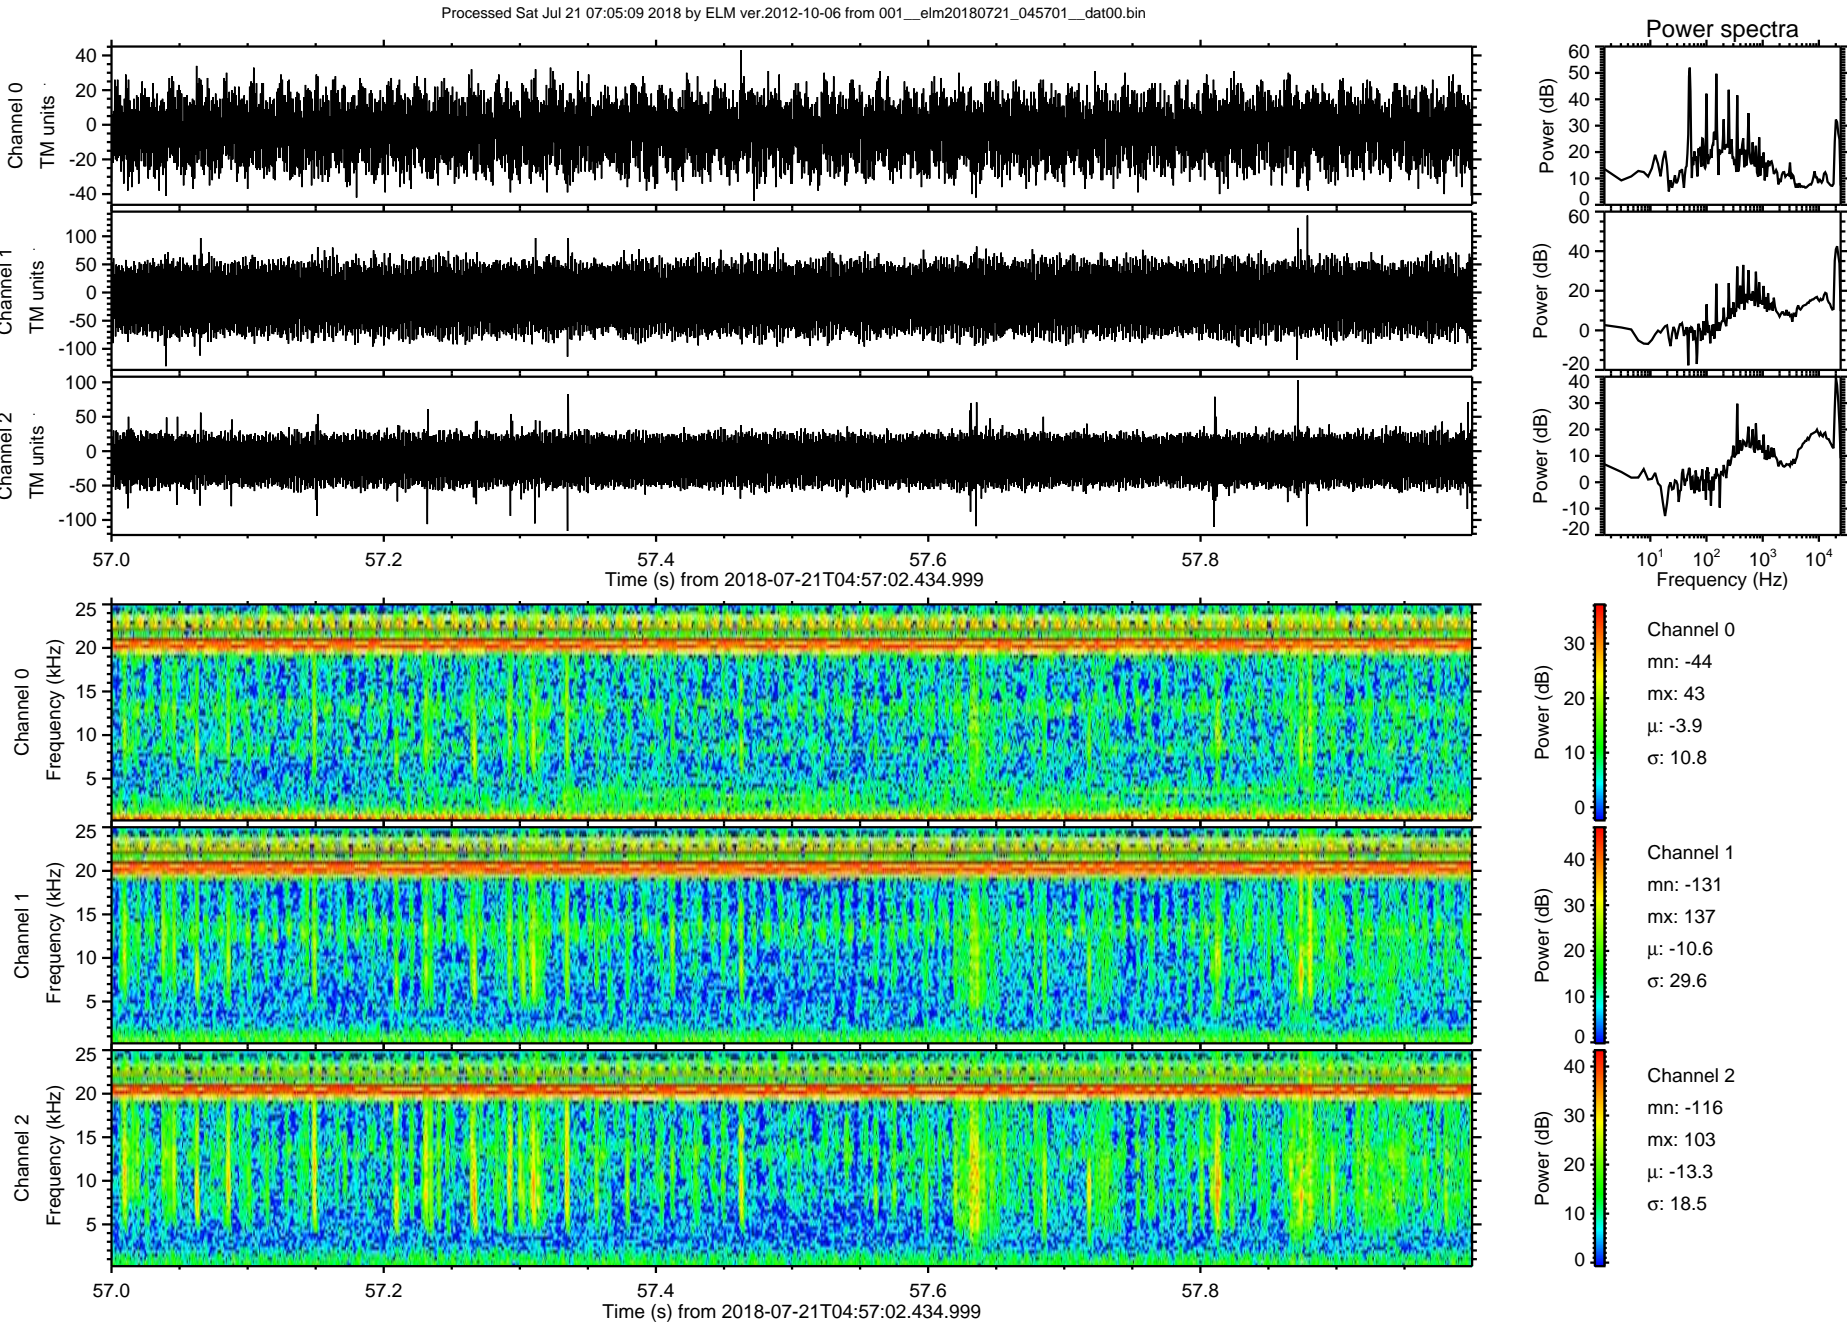 Processed Sat Jul 21 07:05:09 2018 by ELM ver.2012-10-06 from 001__elm20180721_045701__dat00.bin
Power spectra
Channel 0
TM units
40
20
0
-20
-40
Power (dB)
60
50
40
30
20
10
0
Channel 1
TM units
100
50
0
-50
-100
Power (dB)
60
40
20
0
-20
Channel 2
TM units
100
50
0
-50
-100
Power (dB)
40
30
20
10
0
-10
-20
57.0 57.2 57.4 57.6 57.8
Time (s) from 2018-07-21T04:57:02.434.999
10^1 10^2 10^3 10^4
Frequency (Hz)
Channel 0
Frequency (kHz)
25
20
15
10
5
Power (dB)
30
20
10
0
Channel 0
mn: -44
mx: 43
μ: -3.9
σ: 10.8
Channel 1
Frequency (kHz)
25
20
15
10
5
Power (dB)
40
30
20
10
0
Channel 1
mn: -131
mx: 137
μ: -10.6
σ: 29.6
Channel 2
Frequency (kHz)
25
20
15
10
5
Power (dB)
40
30
20
10
0
Channel 2
mn: -116
mx: 103
μ: -13.3
σ: 18.5
57.0 57.2 57.4 57.6 57.8
Time (s) from 2018-07-21T04:57:02.434.999